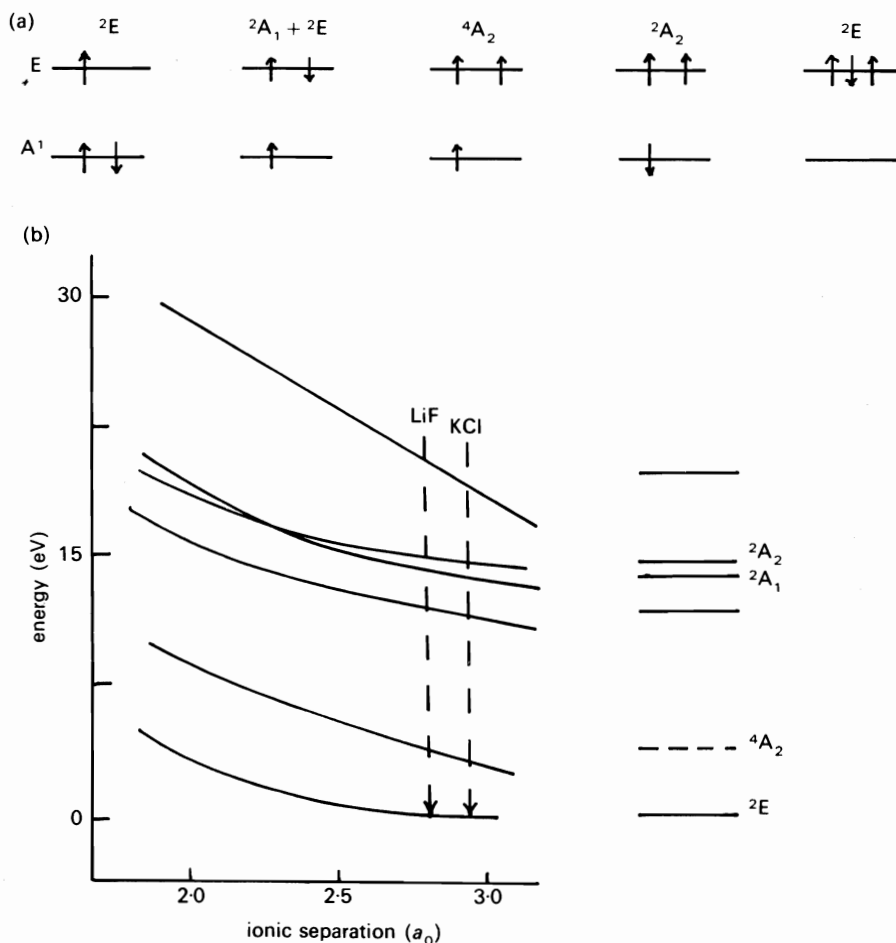 (a)
²E ²A₁ + ²E ⁴A₂ ²A₂ ²E
E
A¹
(b)
30
LiF KCl
15
energy (eV)
²A₂
²A₁
⁴A₂
0
²E
2·0 2·5 3·0
ionic separation (a₀)